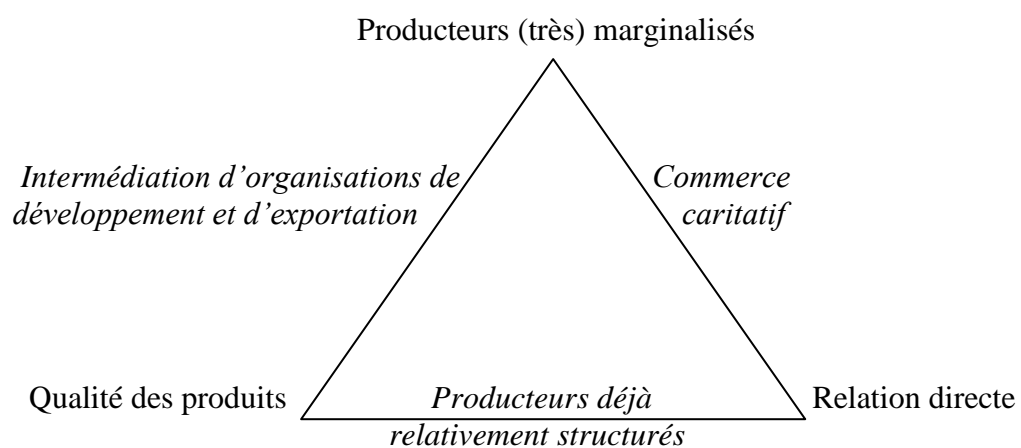 Producteurs (très) marginalisés
Intermédiation d’organisations de
développement et d’exportation
Commerce
caritatif
Qualité des produits
Producteurs déjà
relativement structurés
Relation directe